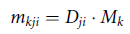 m_{kji} = D_{ji} · M_k